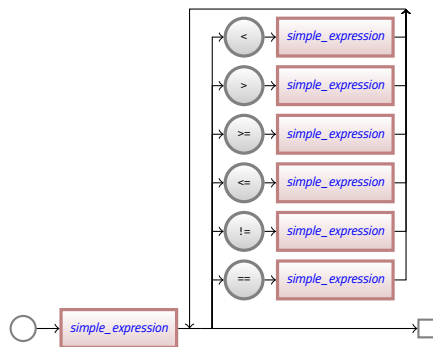 < simple_expression
> simple_expression
>= simple_expression
<= simple_expression
!= simple_expression
== simple_expression
simple_expression